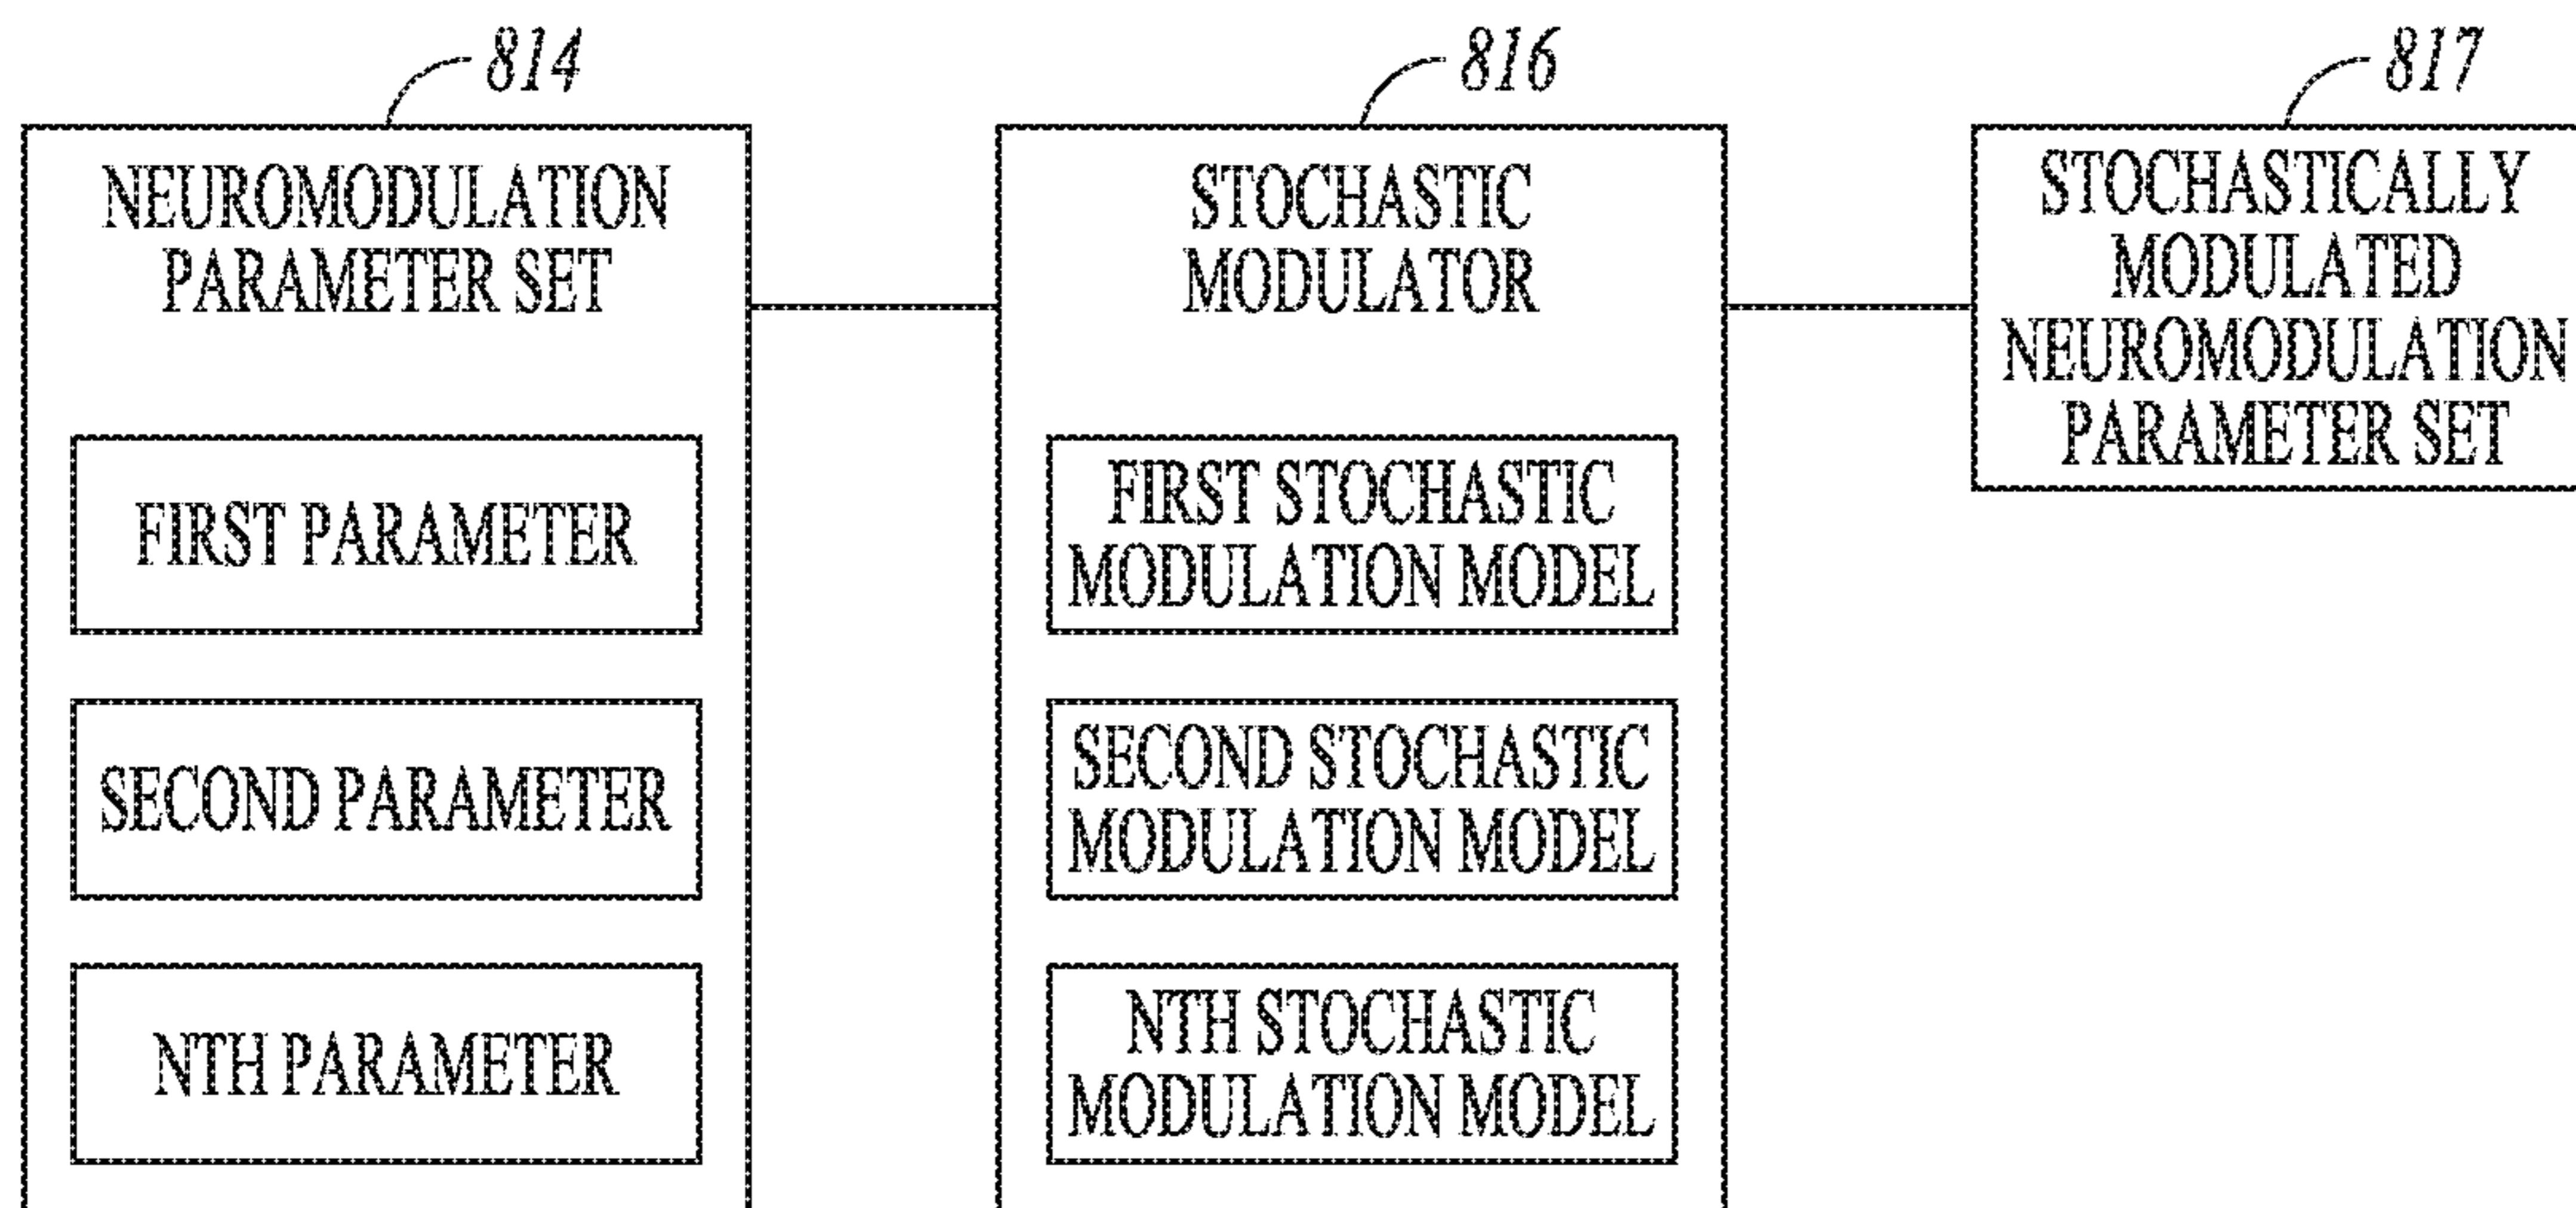 814
NEUROMODULATION
PARAMETER SET
FIRST PARAMETER
SECOND PARAMETER
NTH PARAMETER
816
STOCHASTIC
MODULATOR
FIRST STOCHASTIC
MODULATION MODEL
SECOND STOCHASTIC
MODULATION MODEL
NTH STOCHASTIC
MODULATION MODEL
817
STOCHASTICALLY
MODULATED
NEUROMODULATION
PARAMETER SET